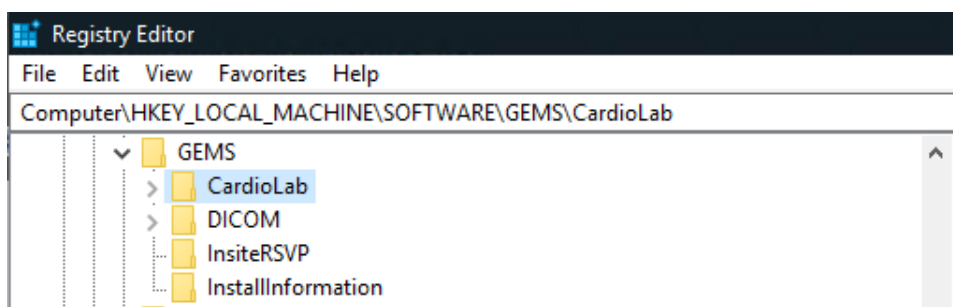 Registry Editor
File Edit View Favorites Help
Computer\HKEY_LOCAL_MACHINE\SOFTWARE\GEMS\CardioLab
GEMS
CardioLab
DICOM
InsiteRSVP
InstallInformation